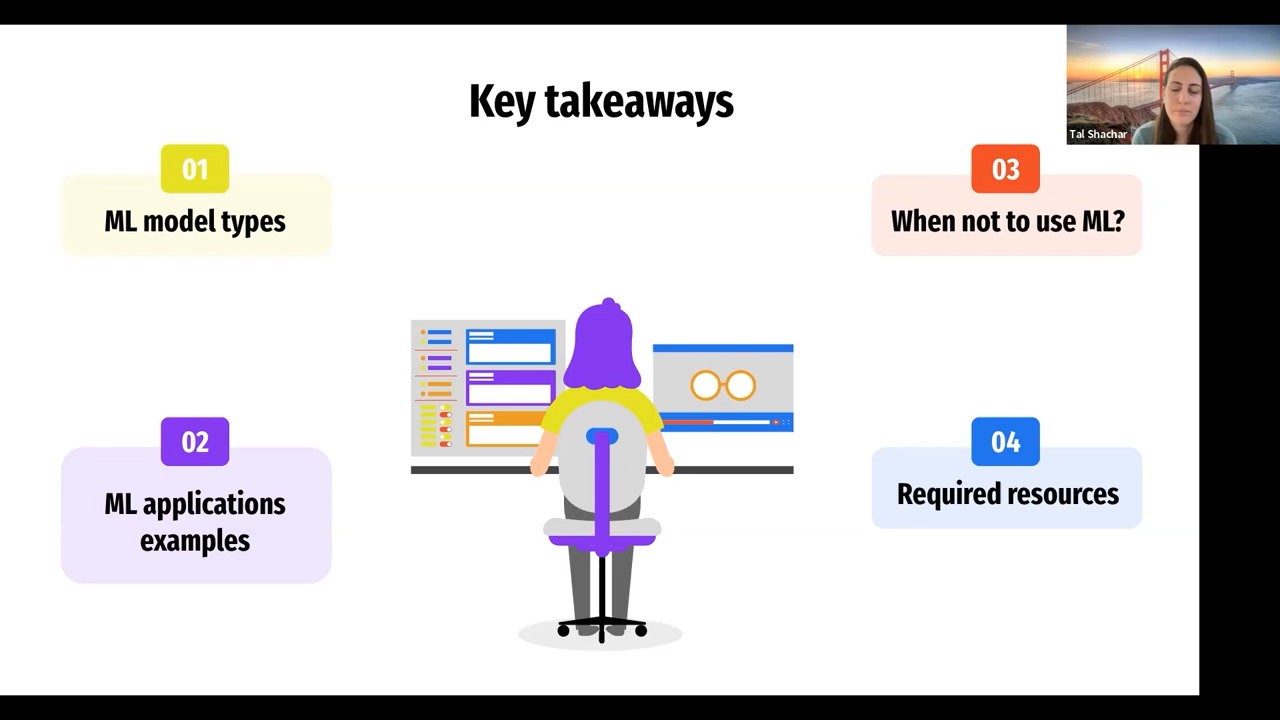 Key takeaways
Tal Shachar
01
ML model types
02
ML applications
examples
03
When not to use ML?
04
Required resources